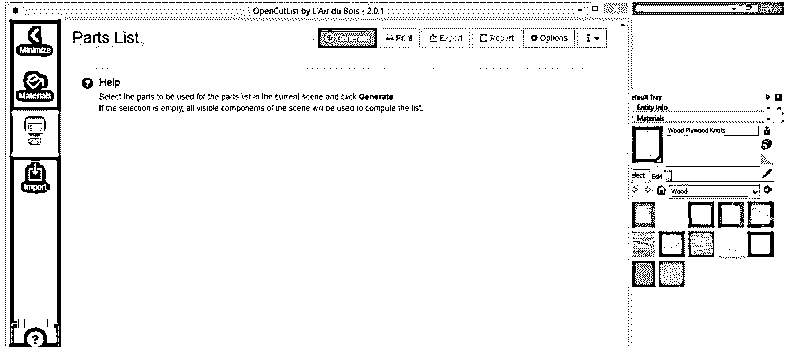 OpenCutList by L'Air du Bois - 2.0.1
Minimize
Parts List
Print
Export
Report
Options
Materials
Help
Select the parts to be used for the parts list in the current scene and click Generate.
If the selection is empty, all visible components of the scene will be used to compute the list.
Import
?
efault Tray
Entity Info
Materials
Wood Plywood Knots
elect
Edit
Wood